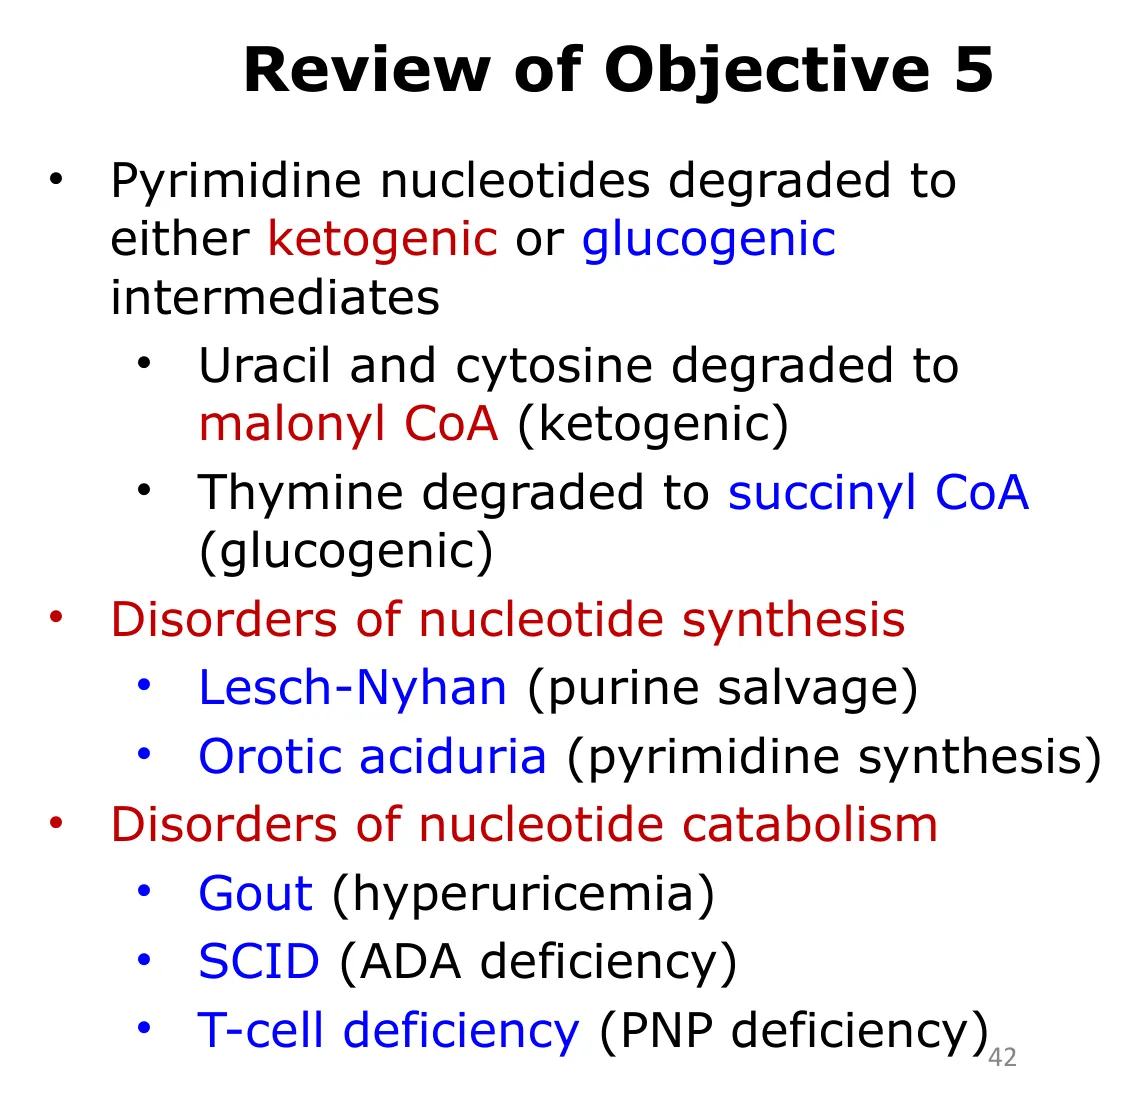 Review of Objective 5
• Pyrimidine nucleotides degraded to
either ketogenic or glucogenic
intermediates
• Uracil and cytosine degraded to
malonyl CoA (ketogenic)
• Thymine degraded to succinyl CoA
(glucogenic)
• Disorders of nucleotide synthesis
• Lesch-Nyhan (purine salvage)
• Orotic aciduria (pyrimidine synthesis)
• Disorders of nucleotide catabolism
• Gout (hyperuricemia)
• SCID (ADA deficiency)
• T-cell deficiency (PNP deficiency)
42